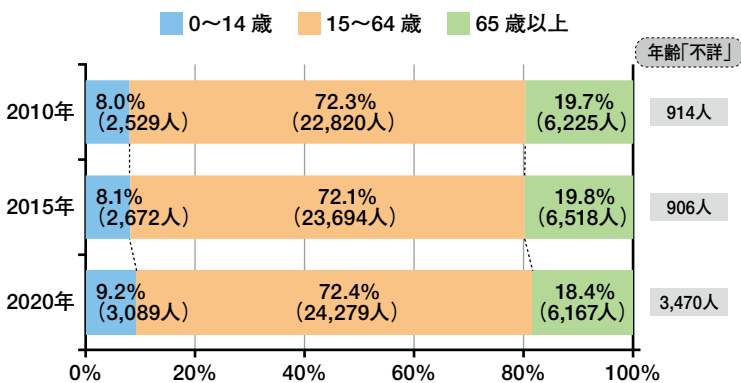 0〜14 歳 15〜64 歳 65 歳以上
年齢「不詳」
2010年 8.0% 72.3% 19.7%
（2,529人） （22,820人） （6,225人） 914人
2015年 8.1% 72.1% 19.8%
（2,672人） （23,694人） （6,518人） 906人
2020年 9.2% 72.4% 18.4%
（3,089人） （24,279人） （6,167人） 3,470人
0% 20% 40% 60% 80% 100%